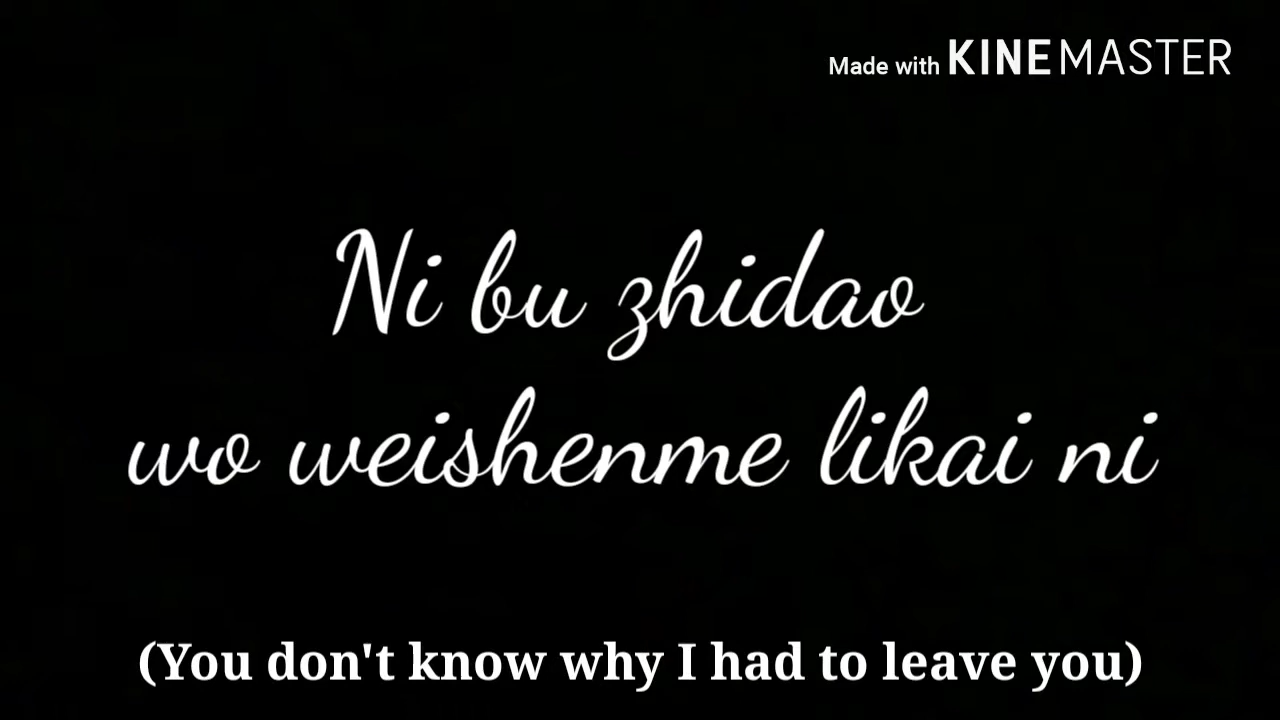 Made with KINEMASTER
Ni bu zhidao
wo weishenme likai ni
(You don't know why I had to leave you)